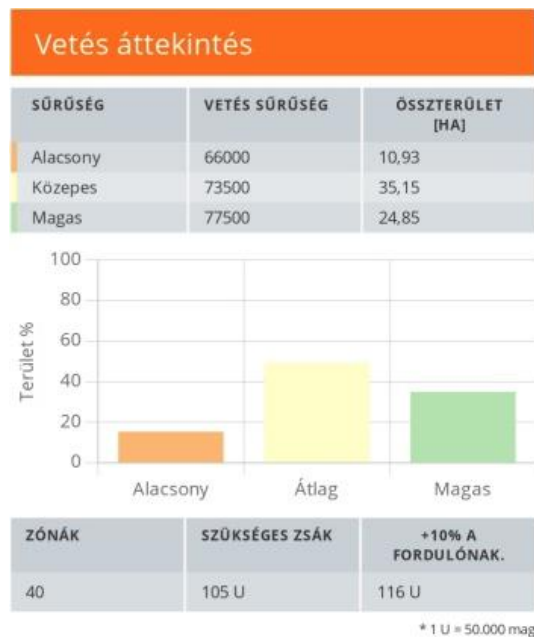 Vetés áttekintés
SŰRŰSÉG VETÉS SŰRŰSÉG ÖSSZTERÜLET
[HA]
Alacsony 66000 10,93
Közepes 73500 35,15
Magas 77500 24,85
100
80
60
40
20
0
Terület %
Alacsony Átlag Magas
ZÓNÁK SZÜKSÉGES ZSÁK +10% A
FORDULÓNAK.
40 105 U 116 U
* 1 U = 50.000 mag